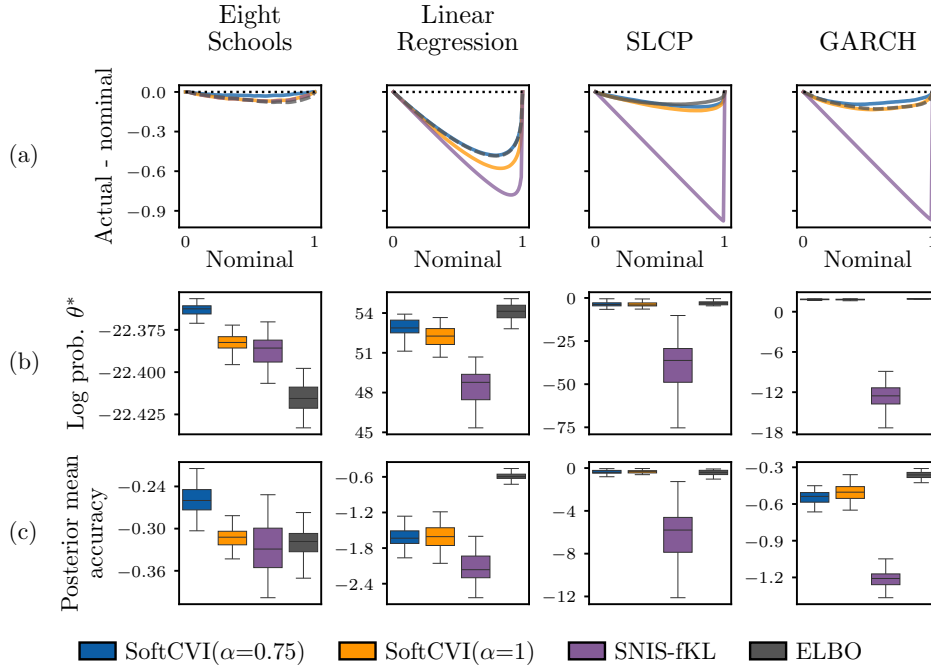 Eight Schools
Linear Regression
SLCP
GARCH
(a)
Actual - nominal
0.0
−0.3
−0.6
−0.9
0 1
0 1
0 1
0 1
Nominal
Nominal
Nominal
Nominal
(b)
Log prob. θ*
−22.375
−22.400
−22.425
54
51
48
45
0
−25
−50
−75
0
−6
−12
−18
(c)
Posterior mean accuracy
−0.24
−0.30
−0.36
−0.6
−1.2
−1.8
−2.4
0
−4
−8
−12
−0.3
−0.6
−0.9
−1.2
SoftCVI(α=0.75)
SoftCVI(α=1)
SNIS-fKL
ELBO